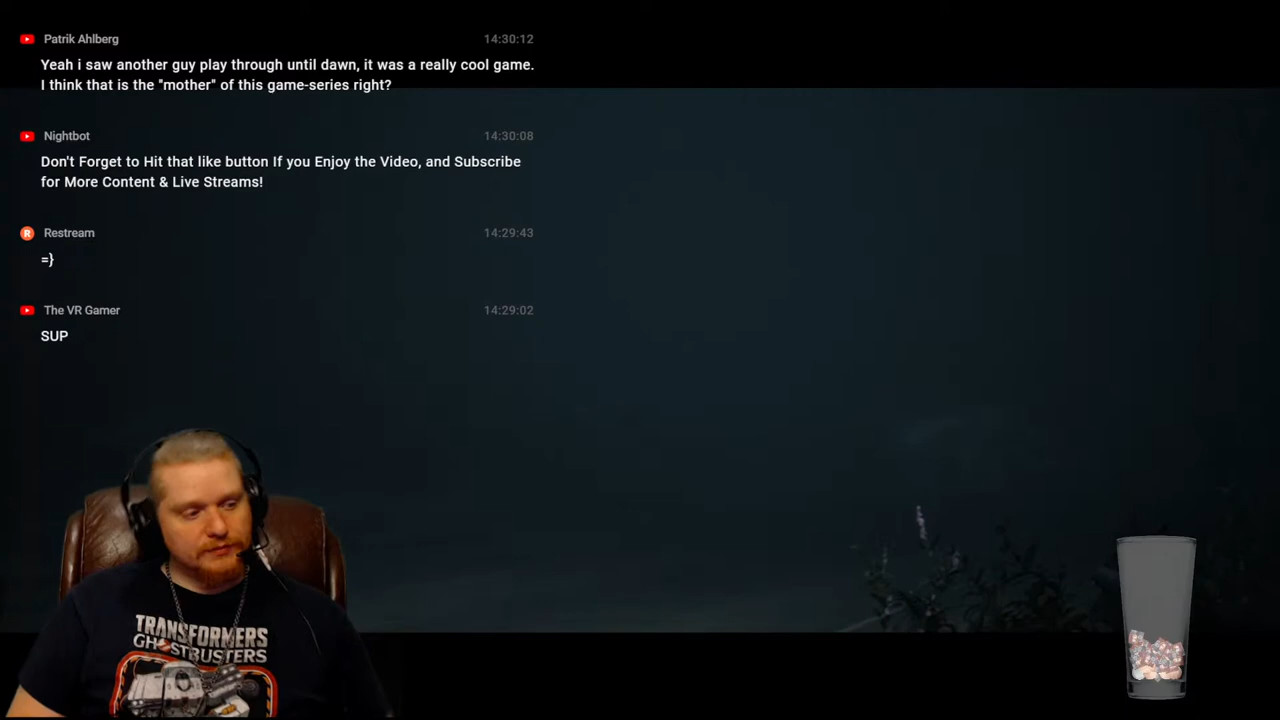 Patrik Ahlberg 14:30:12
Yeah i saw another guy play through until dawn, it was a really cool game.
I think that is the "mother" of this game-series right?
Nightbot 14:30:08
Don't Forget to Hit that like button If you Enjoy the Video, and Subscribe
for More Content & Live Streams!
R Restream 14:29:43
=}
The VR Gamer 14:29:02
SUP
TRANSFORMERS
GHOSTBUSTERS